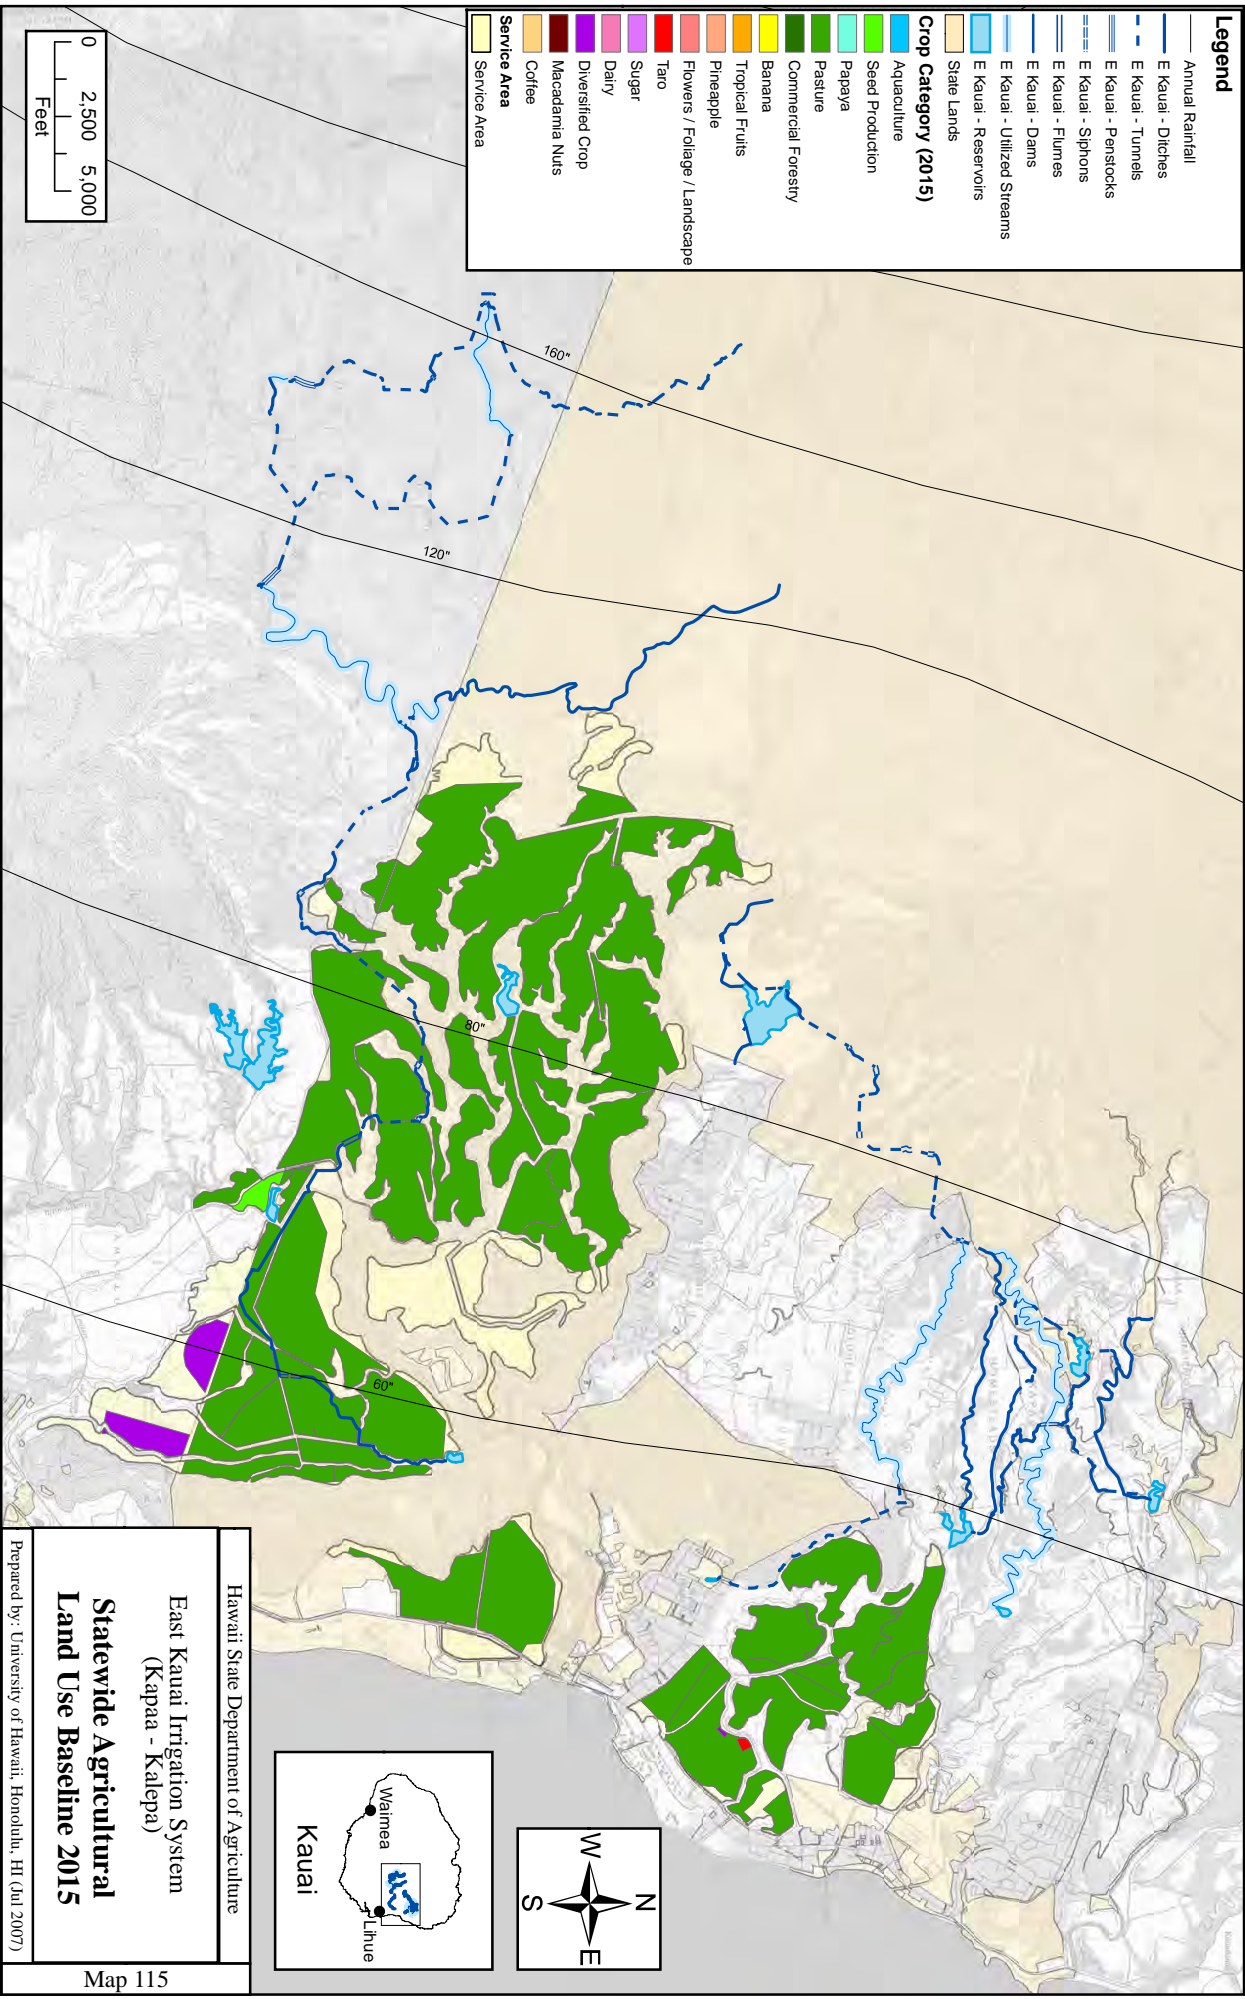 Legend
Annual Rainfall
E Kauai - Ditches
E Kauai - Tunnels
E Kauai - Penstocks
E Kauai - Siphons
E Kauai - Flumes
E Kauai - Dams
E Kauai - Utilized Streams
E Kauai - Reservoirs
State Lands
Crop Category (2015)
Aquaculture
Seed Production
Papaya
Pasture
Commercial Forestry
Banana
Tropical Fruits
Pineapple
Flowers / Foliage / Landscape
Taro
Sugar
Dairy
Diversified Crop
Macadamia Nuts
Coffee
Service Area
Service Area
0 2,500 5,000
Feet
160"
120"
80"
60"
N
W
E
S
Waimea
Lihue
Kauai
Hawaii State Department of Agriculture
East Kauai Irrigation System
(Kapaa - Kalepa)
Statewide Agricultural
Land Use Baseline 2015
Prepared by: University of Hawaii, Honolulu, HI (Jul 2007)
Map 115